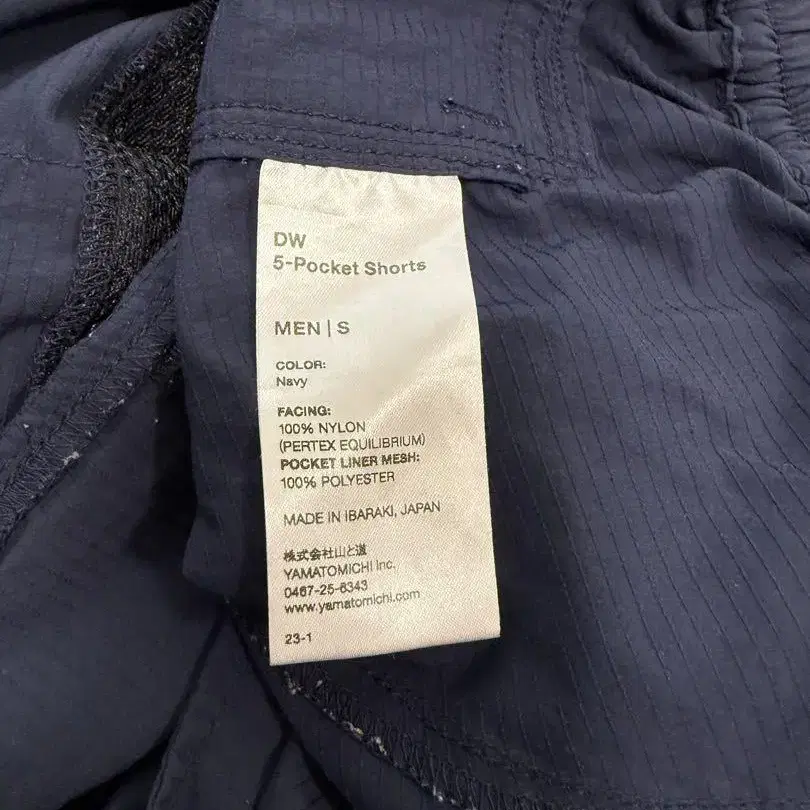 DW
5-Pocket Shorts
MEN | S
COLOR:
Navy
FACING:
100% NYLON
(PERTEX EQUILIBRIUM)
POCKET LINER MESH:
100% POLYESTER
MADE IN IBARAKI, JAPAN
株式会社山と道
YAMATOMICHI Inc.
0467-25-6343
www.yamatomichi.com
23-1